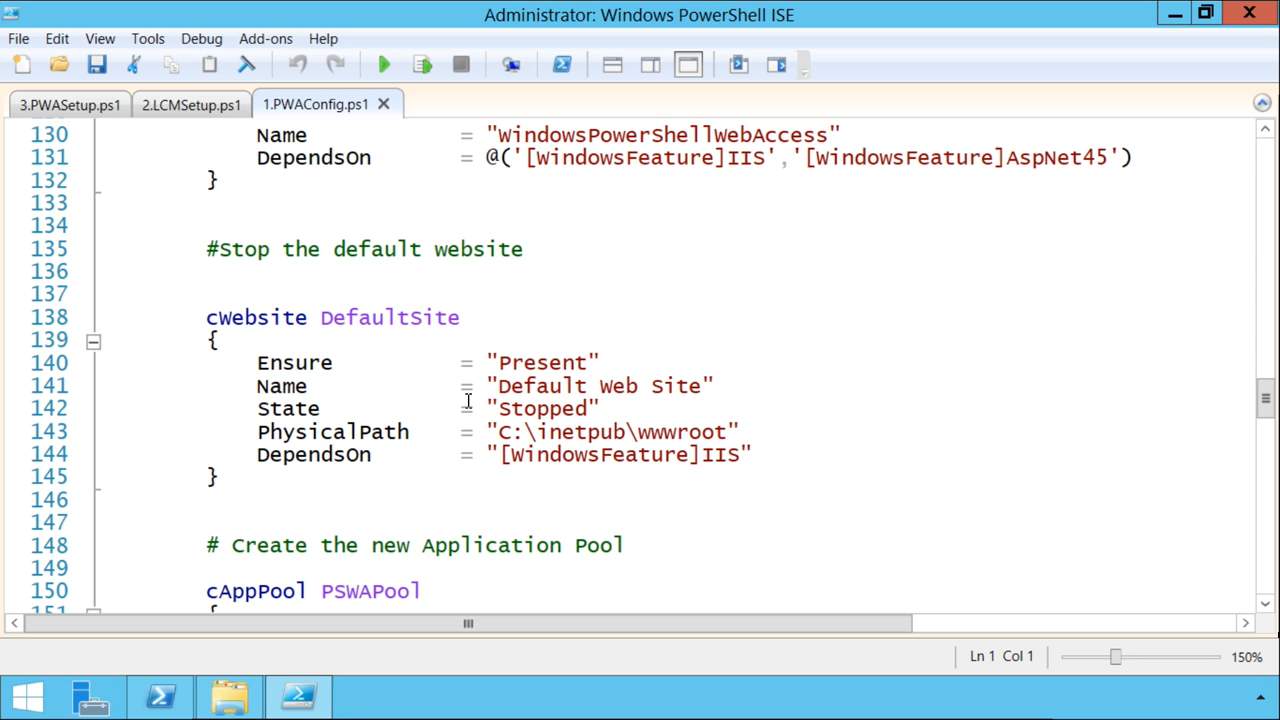 Administrator: Windows PowerShell ISE
File Edit View Tools Debug Add-ons Help
3.PWASetup.ps1 2.LCMSetup.ps1 1.PWAConfig.ps1
130 Name = "WindowsPowerShellWebAccess"
131 DependsOn = @('[WindowsFeature]IIS','[WindowsFeature]AspNet45')
132 }
133
134
135 #Stop the default website
136
137
138 cWebsite DefaultSite
139 {
140 Ensure = "Present"
141 Name = "Default Web Site"
142 State = "Stopped"
143 PhysicalPath = "C:\inetpub\wwwroot"
144 DependsOn = "[WindowsFeature]IIS"
145 }
146
147
148 # Create the new Application Pool
149
150 cAppPool PSWAPool
151 {
Ln 1 Col 1 150%